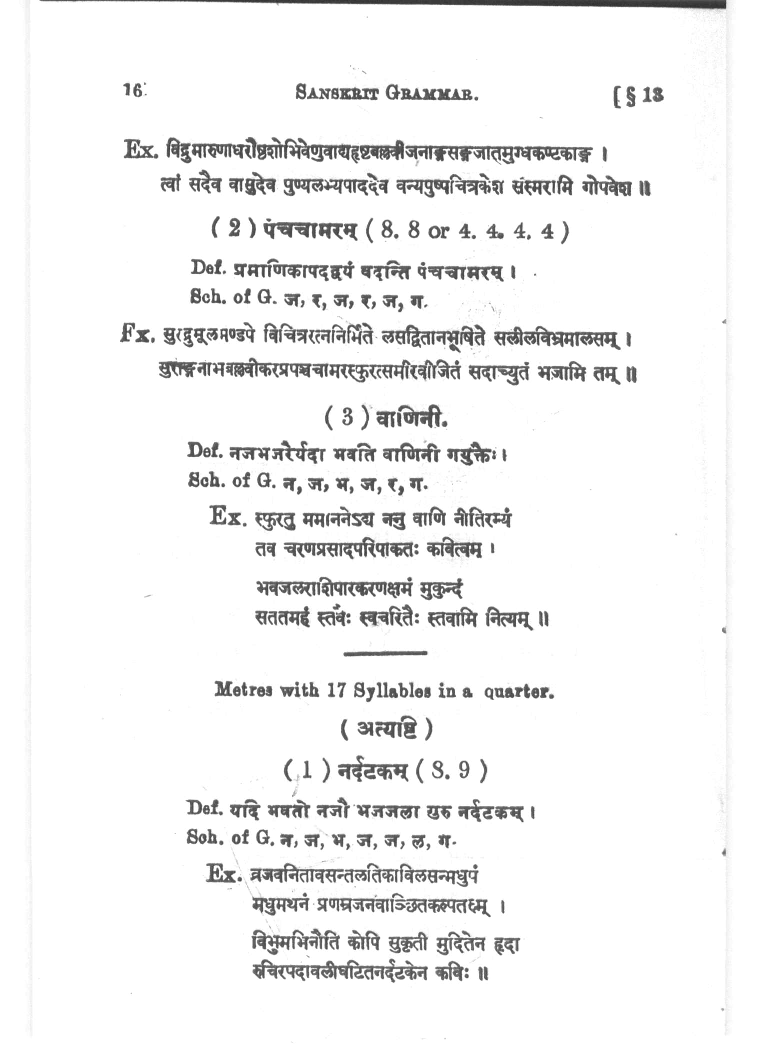 16
SANSKRIT GRAMMAR.
[ § 13
Ex. विद्रुमारुणाधरौष्ठशोभिवेणुवाद्यहृष्टबल्लवीजनाङ्गसङ्गजातमुग्धकण्टकाङ्ग ।
त्वां सदैव वासुदेव पुण्यलभ्यपाददेव वन्यपुष्पचित्रकेश संस्मरामि गोपवेश ॥
( 2 ) पंचचामरम् ( 8. 8 or 4. 4. 4. 4 )
Def. प्रमाणिकापदद्वयं वदन्ति पंचचामरम् ।
Sch. of G. ज, र, ज, र, ज, ग.
Ex. सुरद्रुमूलमण्डपे विचित्ररत्ननिर्मिते लसद्वितानभूषिते सलीलविभ्रमालसम् ।
सुराङ्गनाभबल्लवीकरप्रपञ्चचामरस्फुरत्समीरवीजितं सदाच्युतं भजामि तम् ॥
( 3 ) वाणिनी.
Def. नजभजरैर्यदा भवति वाणिनी गयुक्तैः ।
Sch. of G. न, ज, भ, ज, र, ग.
Ex. स्फुरतु ममाननेऽद्य ननु वाणि नीतिरम्यं
तव चरणप्रसादपरिपाकतः कवित्वम् ।
भवजलराशिपारकरणक्षमं मुकुन्दं
सततमहं स्तवैः स्वचरितैः स्तवामि नित्यम् ॥
Metres with 17 Syllables in a quarter.
( अत्यष्टि )
( 1 ) नर्दटकम् ( 8. 9 )
Def. यदि भवतो नजौ भजजला गुरु नर्दटकम् ।
Sch. of G. न, ज, भ, ज, ज, ल, ग.
Ex. व्रजवनितावसन्तलतिकाविलसन्मधुपं
मधुमथनं प्रणम्रजनवाञ्छितकल्पतरुम् ।
विभुमभिनौति कोपि सुकृती मुदितेन हृदा
रुचिरपदावलीघटितनर्दटकेन कविः ॥